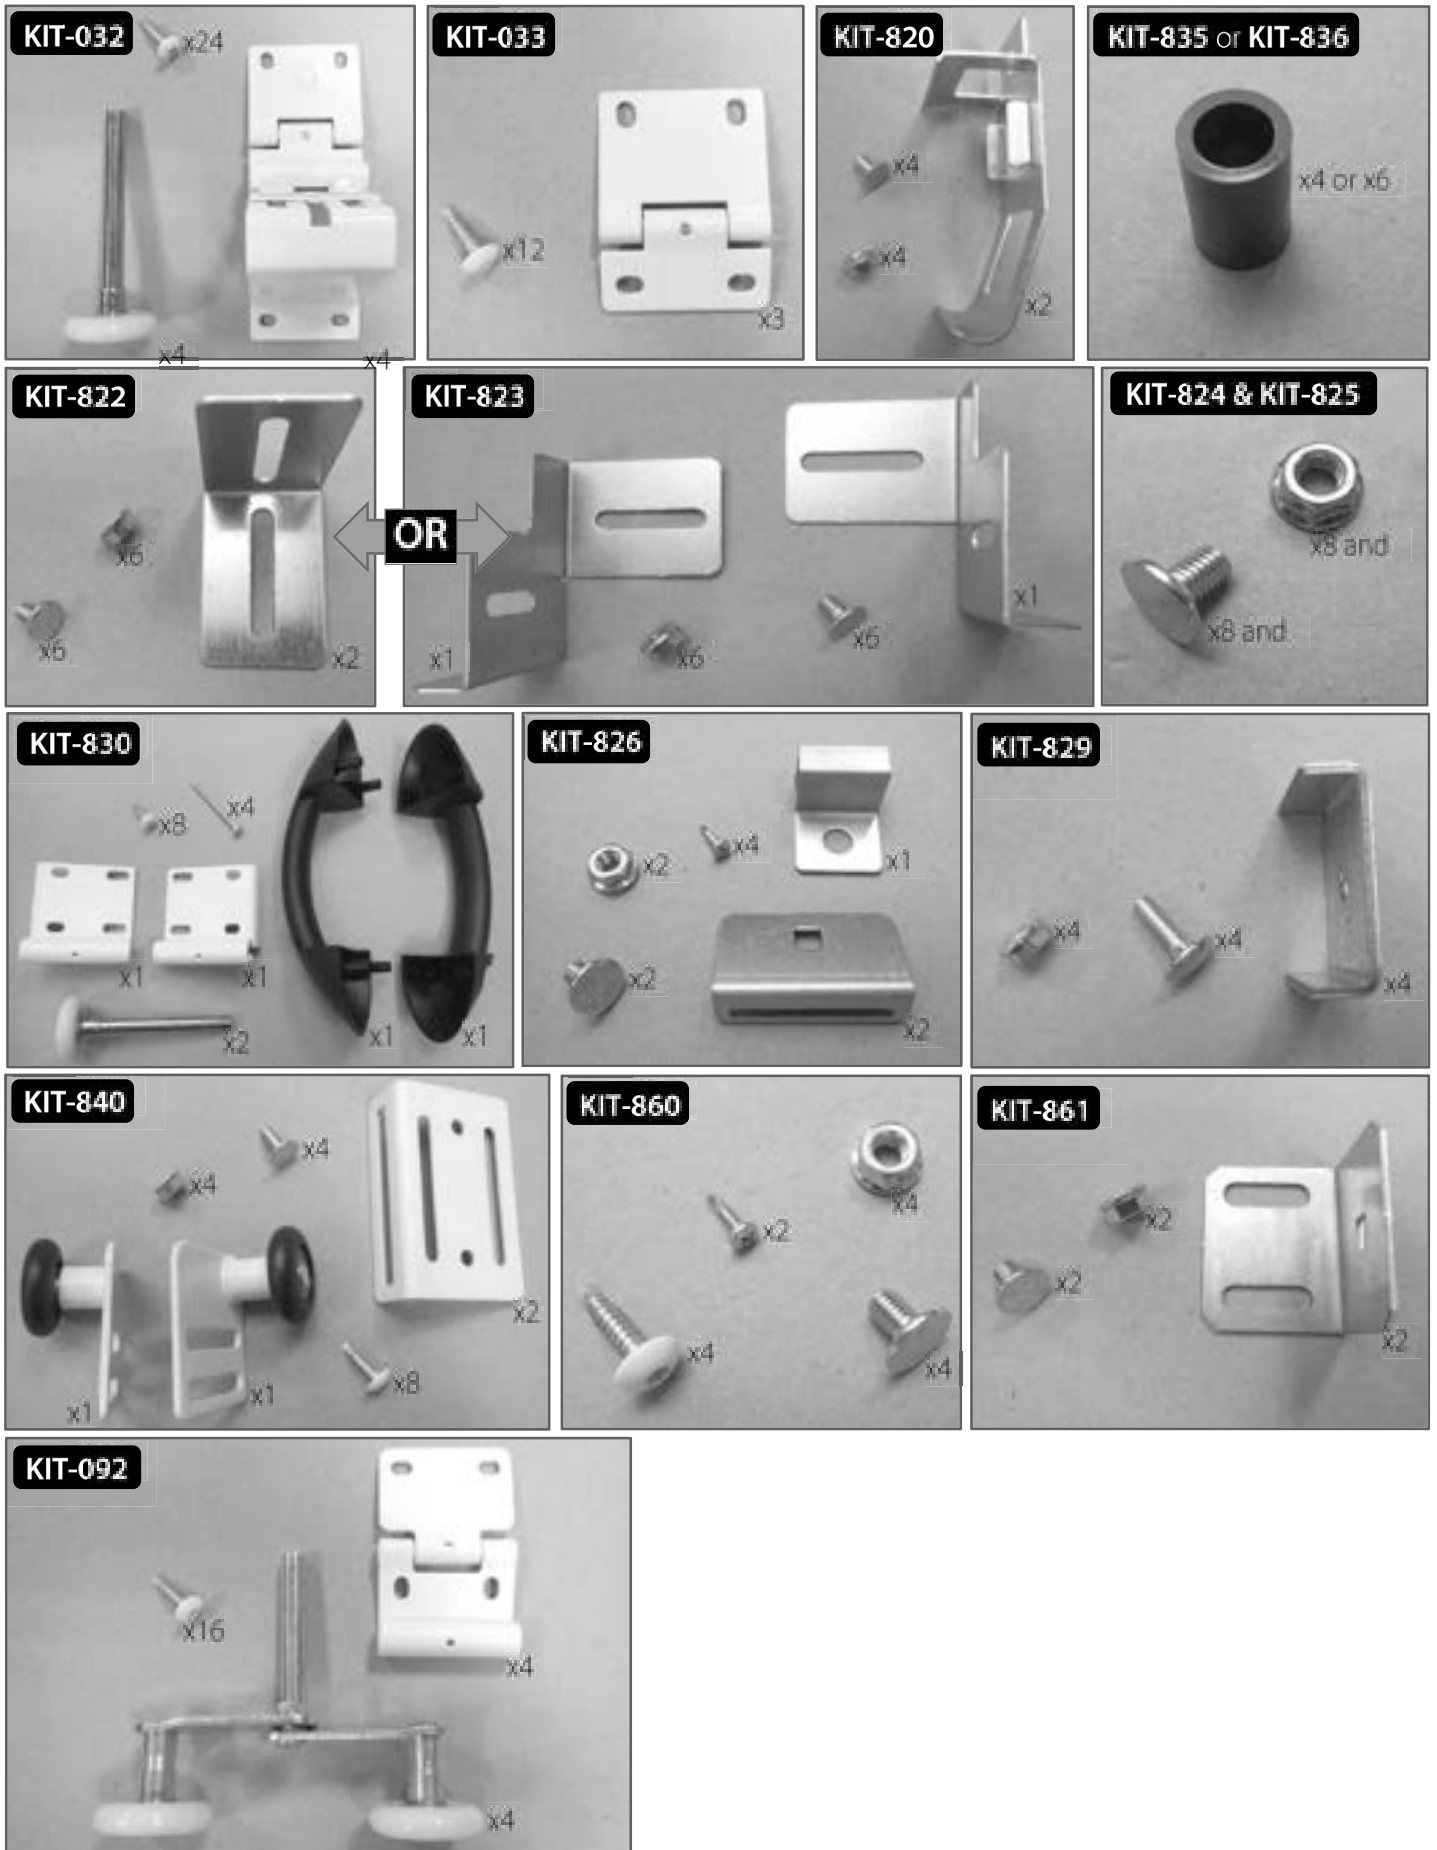 KIT-032
x24
x4
x4
KIT-033
x12
x3
KIT-820
x4
x4
x2
KIT-835 or KIT-836
x4 or x6
KIT-822
x6
x6
x2
OR
KIT-823
x1
x6
x6
x1
KIT-824 & KIT-825
x8 and
x8 and
KIT-830
x8
x4
x1
x1
x2
x1
x1
KIT-826
x2
x4
x1
x2
x2
KIT-829
x4
x4
x4
KIT-840
x4
x4
x2
x1
x1
x8
KIT-860
x4
x2
x4
x4
KIT-861
x2
x2
x2
KIT-092
x16
x4
x4